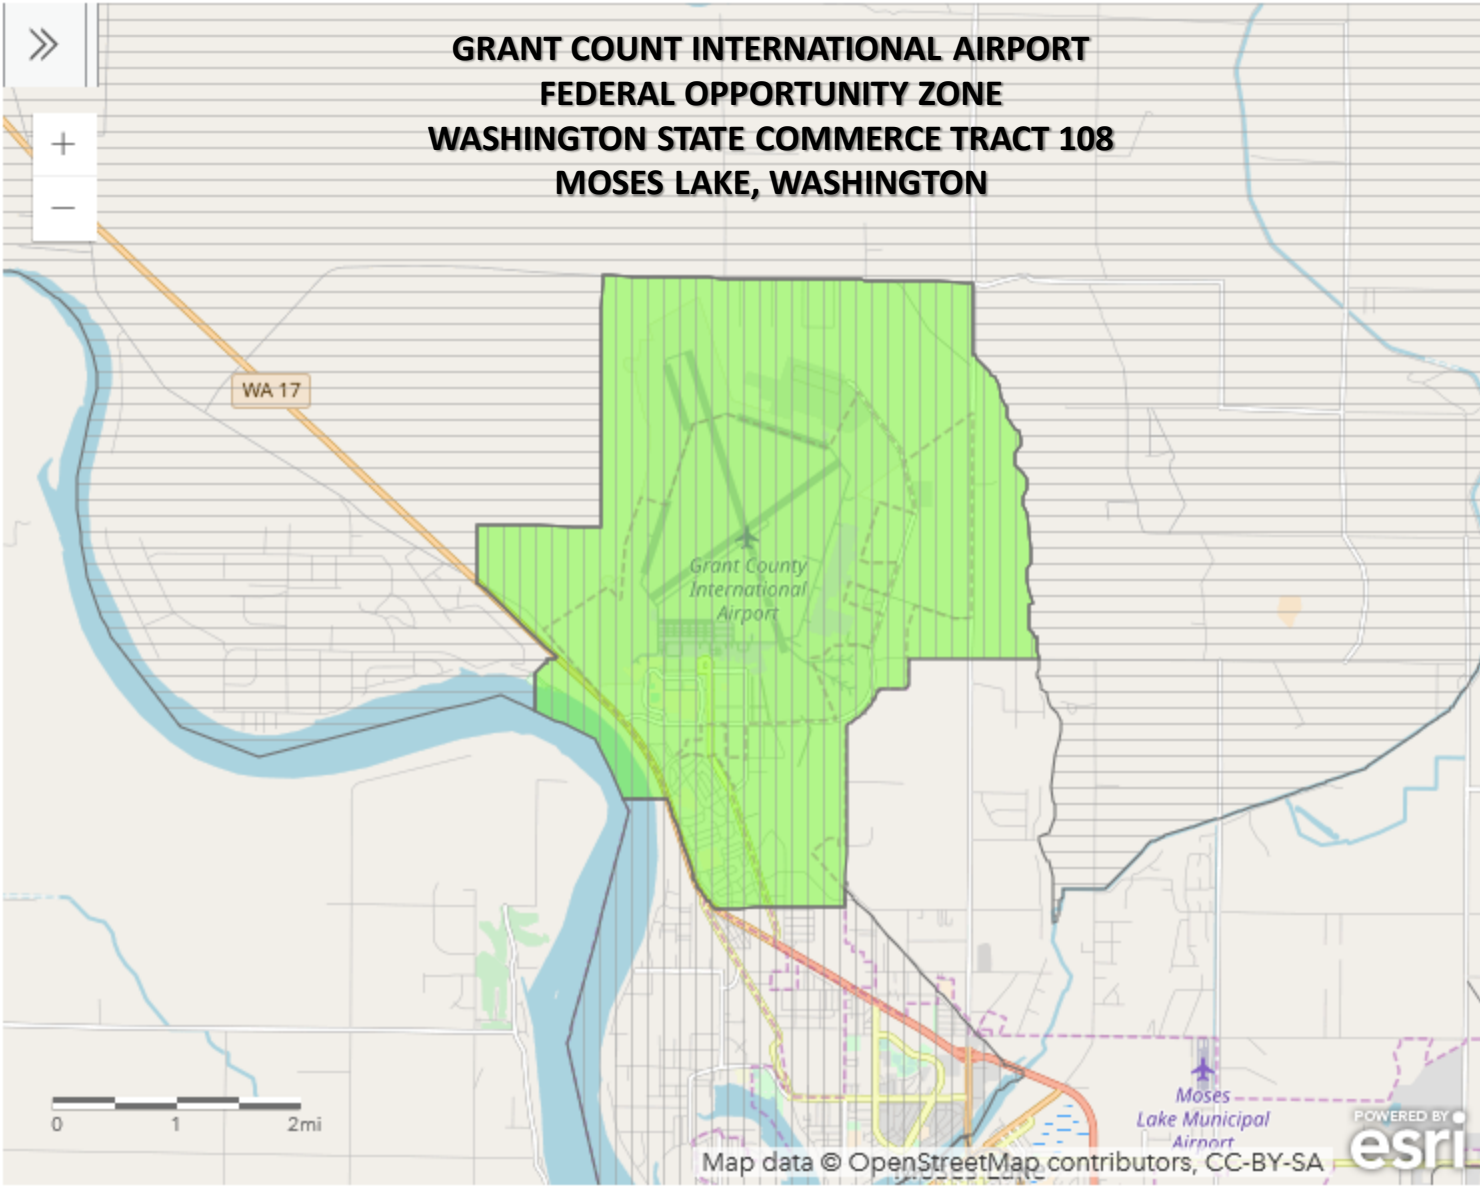 GRANT COUNT INTERNATIONAL AIRPORT
FEDERAL OPPORTUNITY ZONE
WASHINGTON STATE COMMERCE TRACT 108
MOSES LAKE, WASHINGTON
+
−
WA 17
Grant County
International
Airport
Moses
Lake Municipal
Airport
0 1 2mi
POWERED BY
esri
Map data © OpenStreetMap contributors, CC-BY-SA
Moses Lake